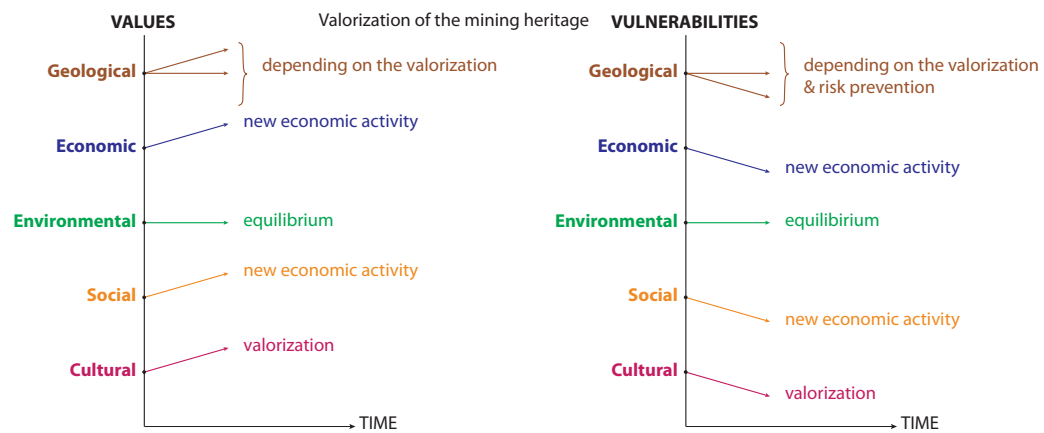 VALUES
Valorization of the mining heritage
VULNERABILITIES
Geological
depending on the valorization
Economic
new economic activity
Environmental
equilibrium
Social
new economic activity
Cultural
valorization
TIME
Geological
depending on the valorization
& risk prevention
Economic
new economic activity
Environmental
equilibirium
Social
new economic activity
Cultural
valorization
TIME